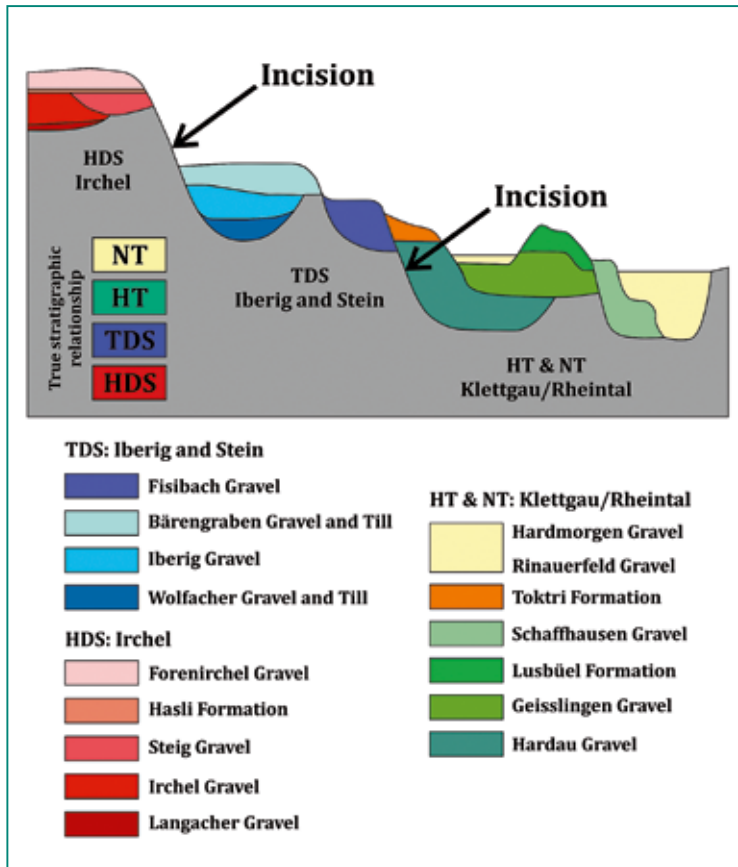 Incision
HDS
Irchel
Incision
NT
HT
TDS
HDS
True stratigraphic
relationship
TDS
Iberig and Stein
HT & NT
Klettgau/Rheintal
TDS: Iberig and Stein
Fisibach Gravel
Bärengraben Gravel and Till
Iberig Gravel
Wolfacher Gravel and Till
HDS: Irchel
Forenirchel Gravel
Hasli Formation
Steig Gravel
Irchel Gravel
Langacher Gravel
HT & NT: Klettgau/Rheintal
Hardmorgen Gravel
Rinauerfeld Gravel
Toktri Formation
Schaffhausen Gravel
Lusbüel Formation
Geisslingen Gravel
Hardau Gravel